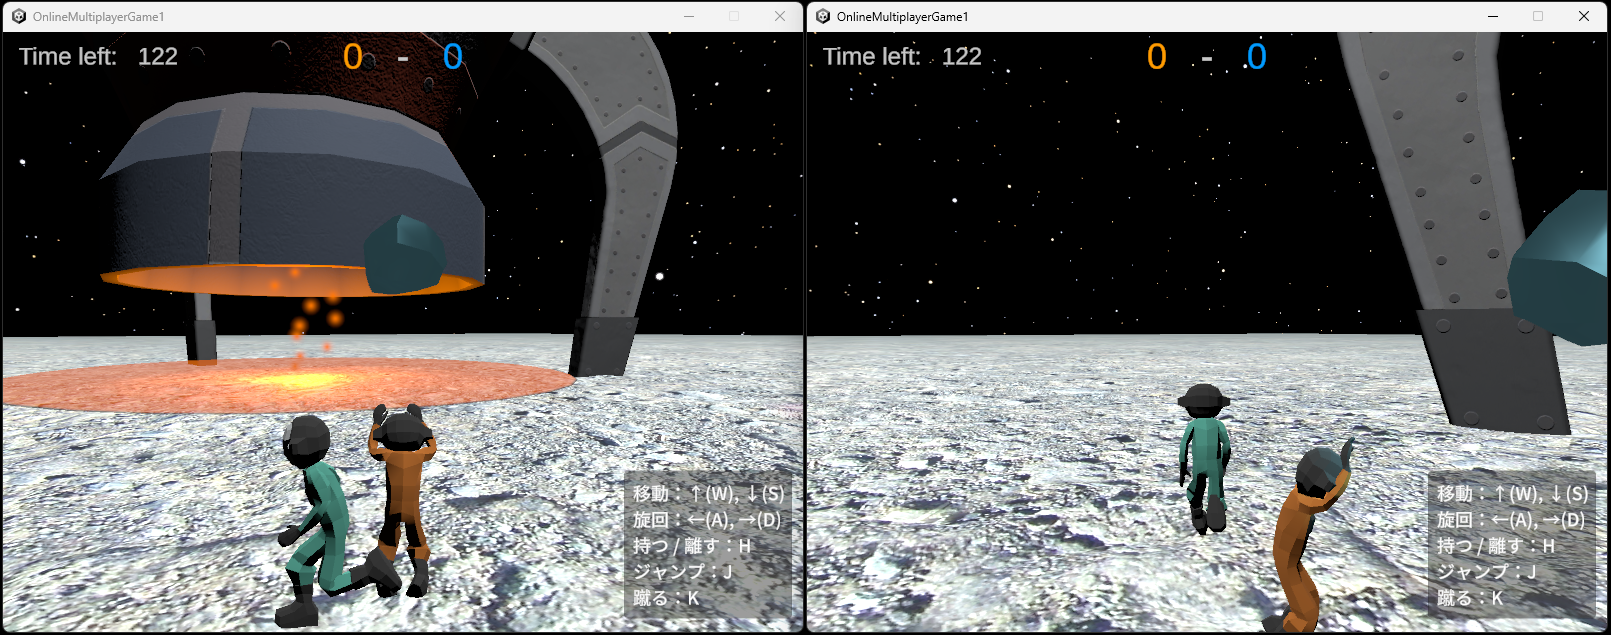 OnlineMultiplayerGame1
Time left: 122
0 - 0
移動：↑(W), ↓(S)
旋回：←(A), →(D)
持つ / 離す：H
ジャンプ：J
蹴る：K
OnlineMultiplayerGame1
Time left: 122
0 - 0
移動：↑(W), ↓(S)
旋回：←(A), →(D)
持つ / 離す：H
ジャンプ：J
蹴る：K